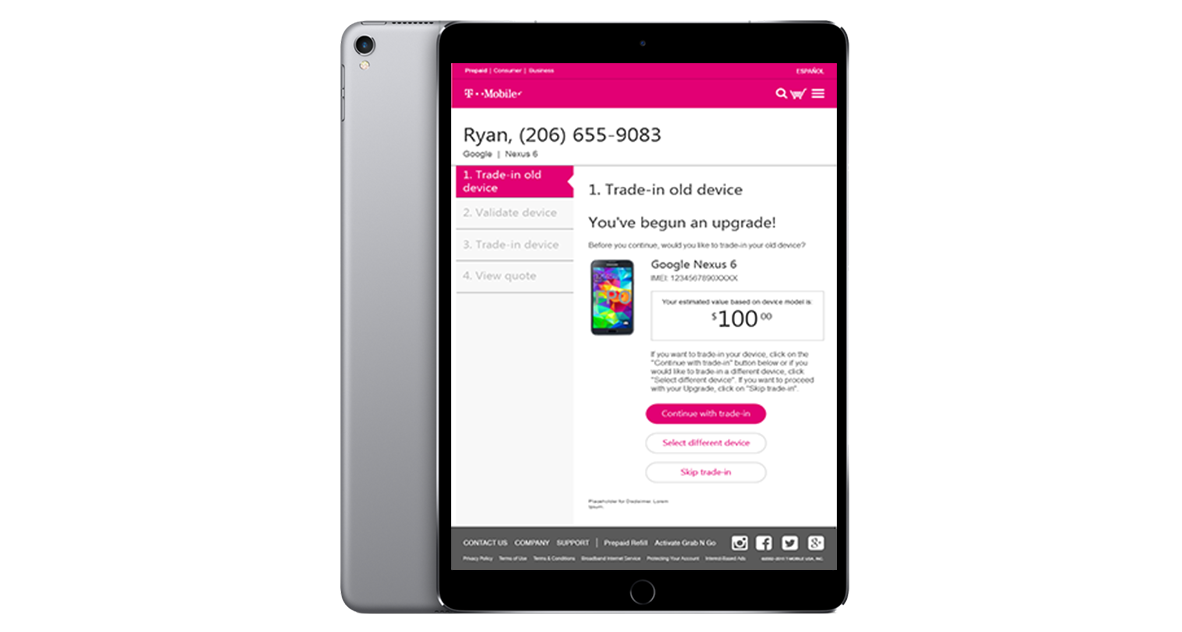 Prepaid | Consumer | Business
ESPAÑOL
T··Mobile
Ryan, (206) 655-9083
Google | Nexus 6
1. Trade-in old
device
2. Validate device
3. Trade-in device
4. View quote
1. Trade-in old device
You've begun an upgrade!
Before you continue, would you like to trade-in your old device?
Google Nexus 6
IMEI: 1234567890XXXX
Your estimated value based on device model is:
$100 00
If you want to trade-in your device, click on the
"Continue with trade-in" button below or if you
would like to trade-in a different device, click
"Select different device". If you want to proceed
with your Upgrade, click on "Skip trade-in".
Continue with trade-in
Select different device
Skip trade-in
Placeholder for Disclaimer. Lorem
Ipsum.
CONTACT US COMPANY SUPPORT | Prepaid Refill Activate Grab N Go
Privacy Policy Terms of Use Terms & Conditions Broadband Internet Service Protecting Your Account Interest-Based Ads T-MOBILE USA, INC.